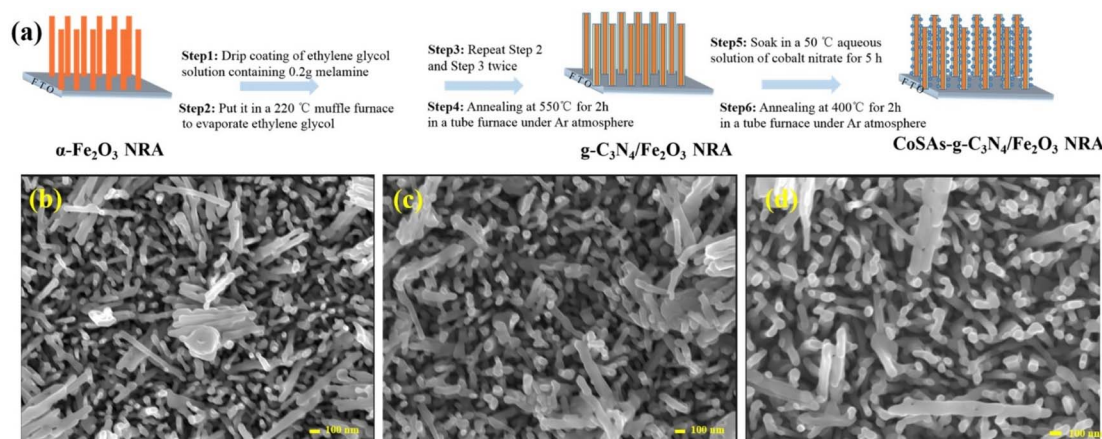 (a)
FTO
α-Fe₂O₃ NRA
Step1: Drip coating of ethylene glycol
solution containing 0.2g melamine
Step2: Put it in a 220 ℃ muffle furnace
to evaporate ethylene glycol
Step3: Repeat Step 2
and Step 3 twice
Step4: Annealing at 550℃ for 2h
in a tube furnace under Ar atmosphere
FTO
g-C₃N₄/Fe₂O₃ NRA
Step5: Soak in a 50 ℃ aqueous
solution of cobalt nitrate for 5 h
Step6: Annealing at 400℃ for 2h
in a tube furnace under Ar atmosphere
FTO
CoSAs-g-C₃N₄/Fe₂O₃ NRA
(b)
100 nm
(c)
100 nm
(d)
100 nm